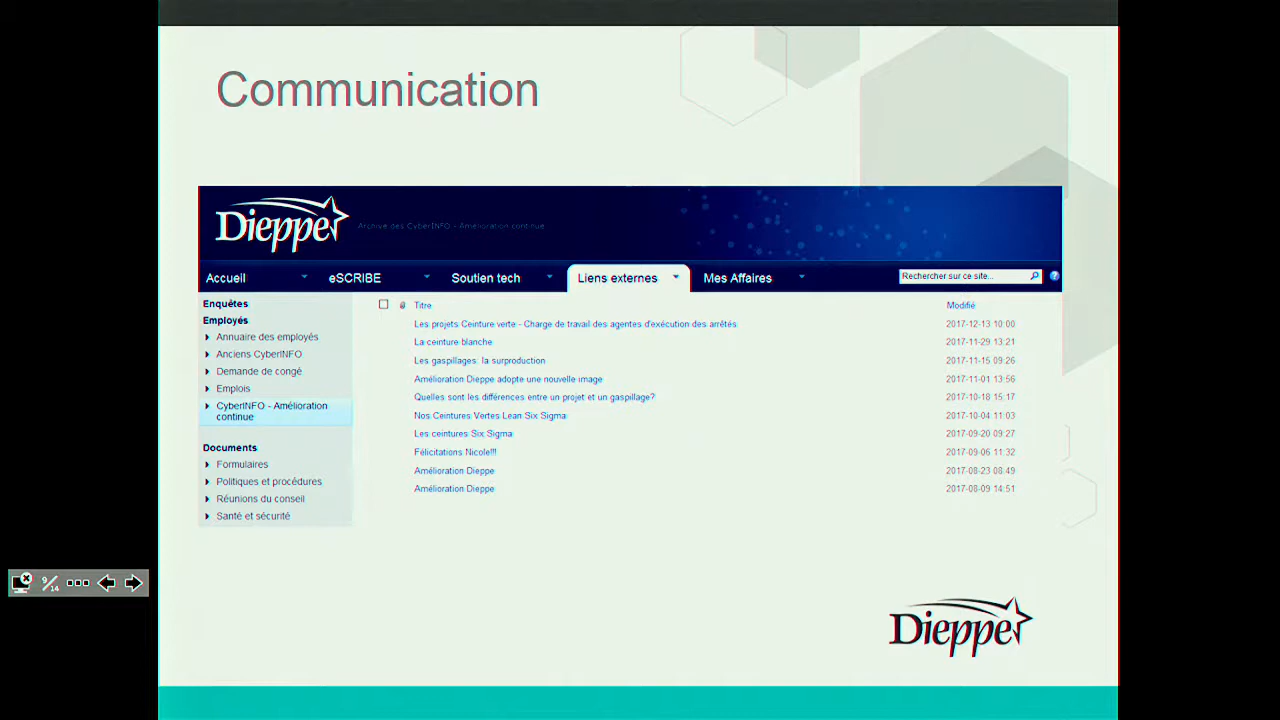 Communication
Dieppe
Archive des CyberINFO - Amélioration continue
Accueil eSCRIBE Soutien tech Liens externes Mes Affaires Rechercher sur ce site...
Enquêtes
Employés
Annuaire des employés
Anciens CyberINFO
Demande de congé
Emplois
CyberINFO - Amélioration
continue
Documents
Formulaires
Politiques et procédures
Réunions du conseil
Santé et sécurité
Titre Modifié
Les projets Ceinture verte - Charge de travail des agentes d'exécution des arrêtés 2017-12-13 10:00
La ceinture blanche 2017-11-29 13:21
Les gaspillages: la surproduction 2017-11-15 09:26
Amélioration Dieppe adopte une nouvelle image 2017-11-01 13:56
Quelles sont les différences entre un projet et un gaspillage? 2017-10-18 15:17
Nos Ceintures Vertes Lean Six Sigma 2017-10-04 11:03
Les ceintures Six Sigma 2017-09-20 09:27
Félicitations Nicole!!! 2017-09-06 11:32
Amélioration Dieppe 2017-08-23 08:49
Amélioration Dieppe 2017-08-09 14:51
9/14
Dieppe